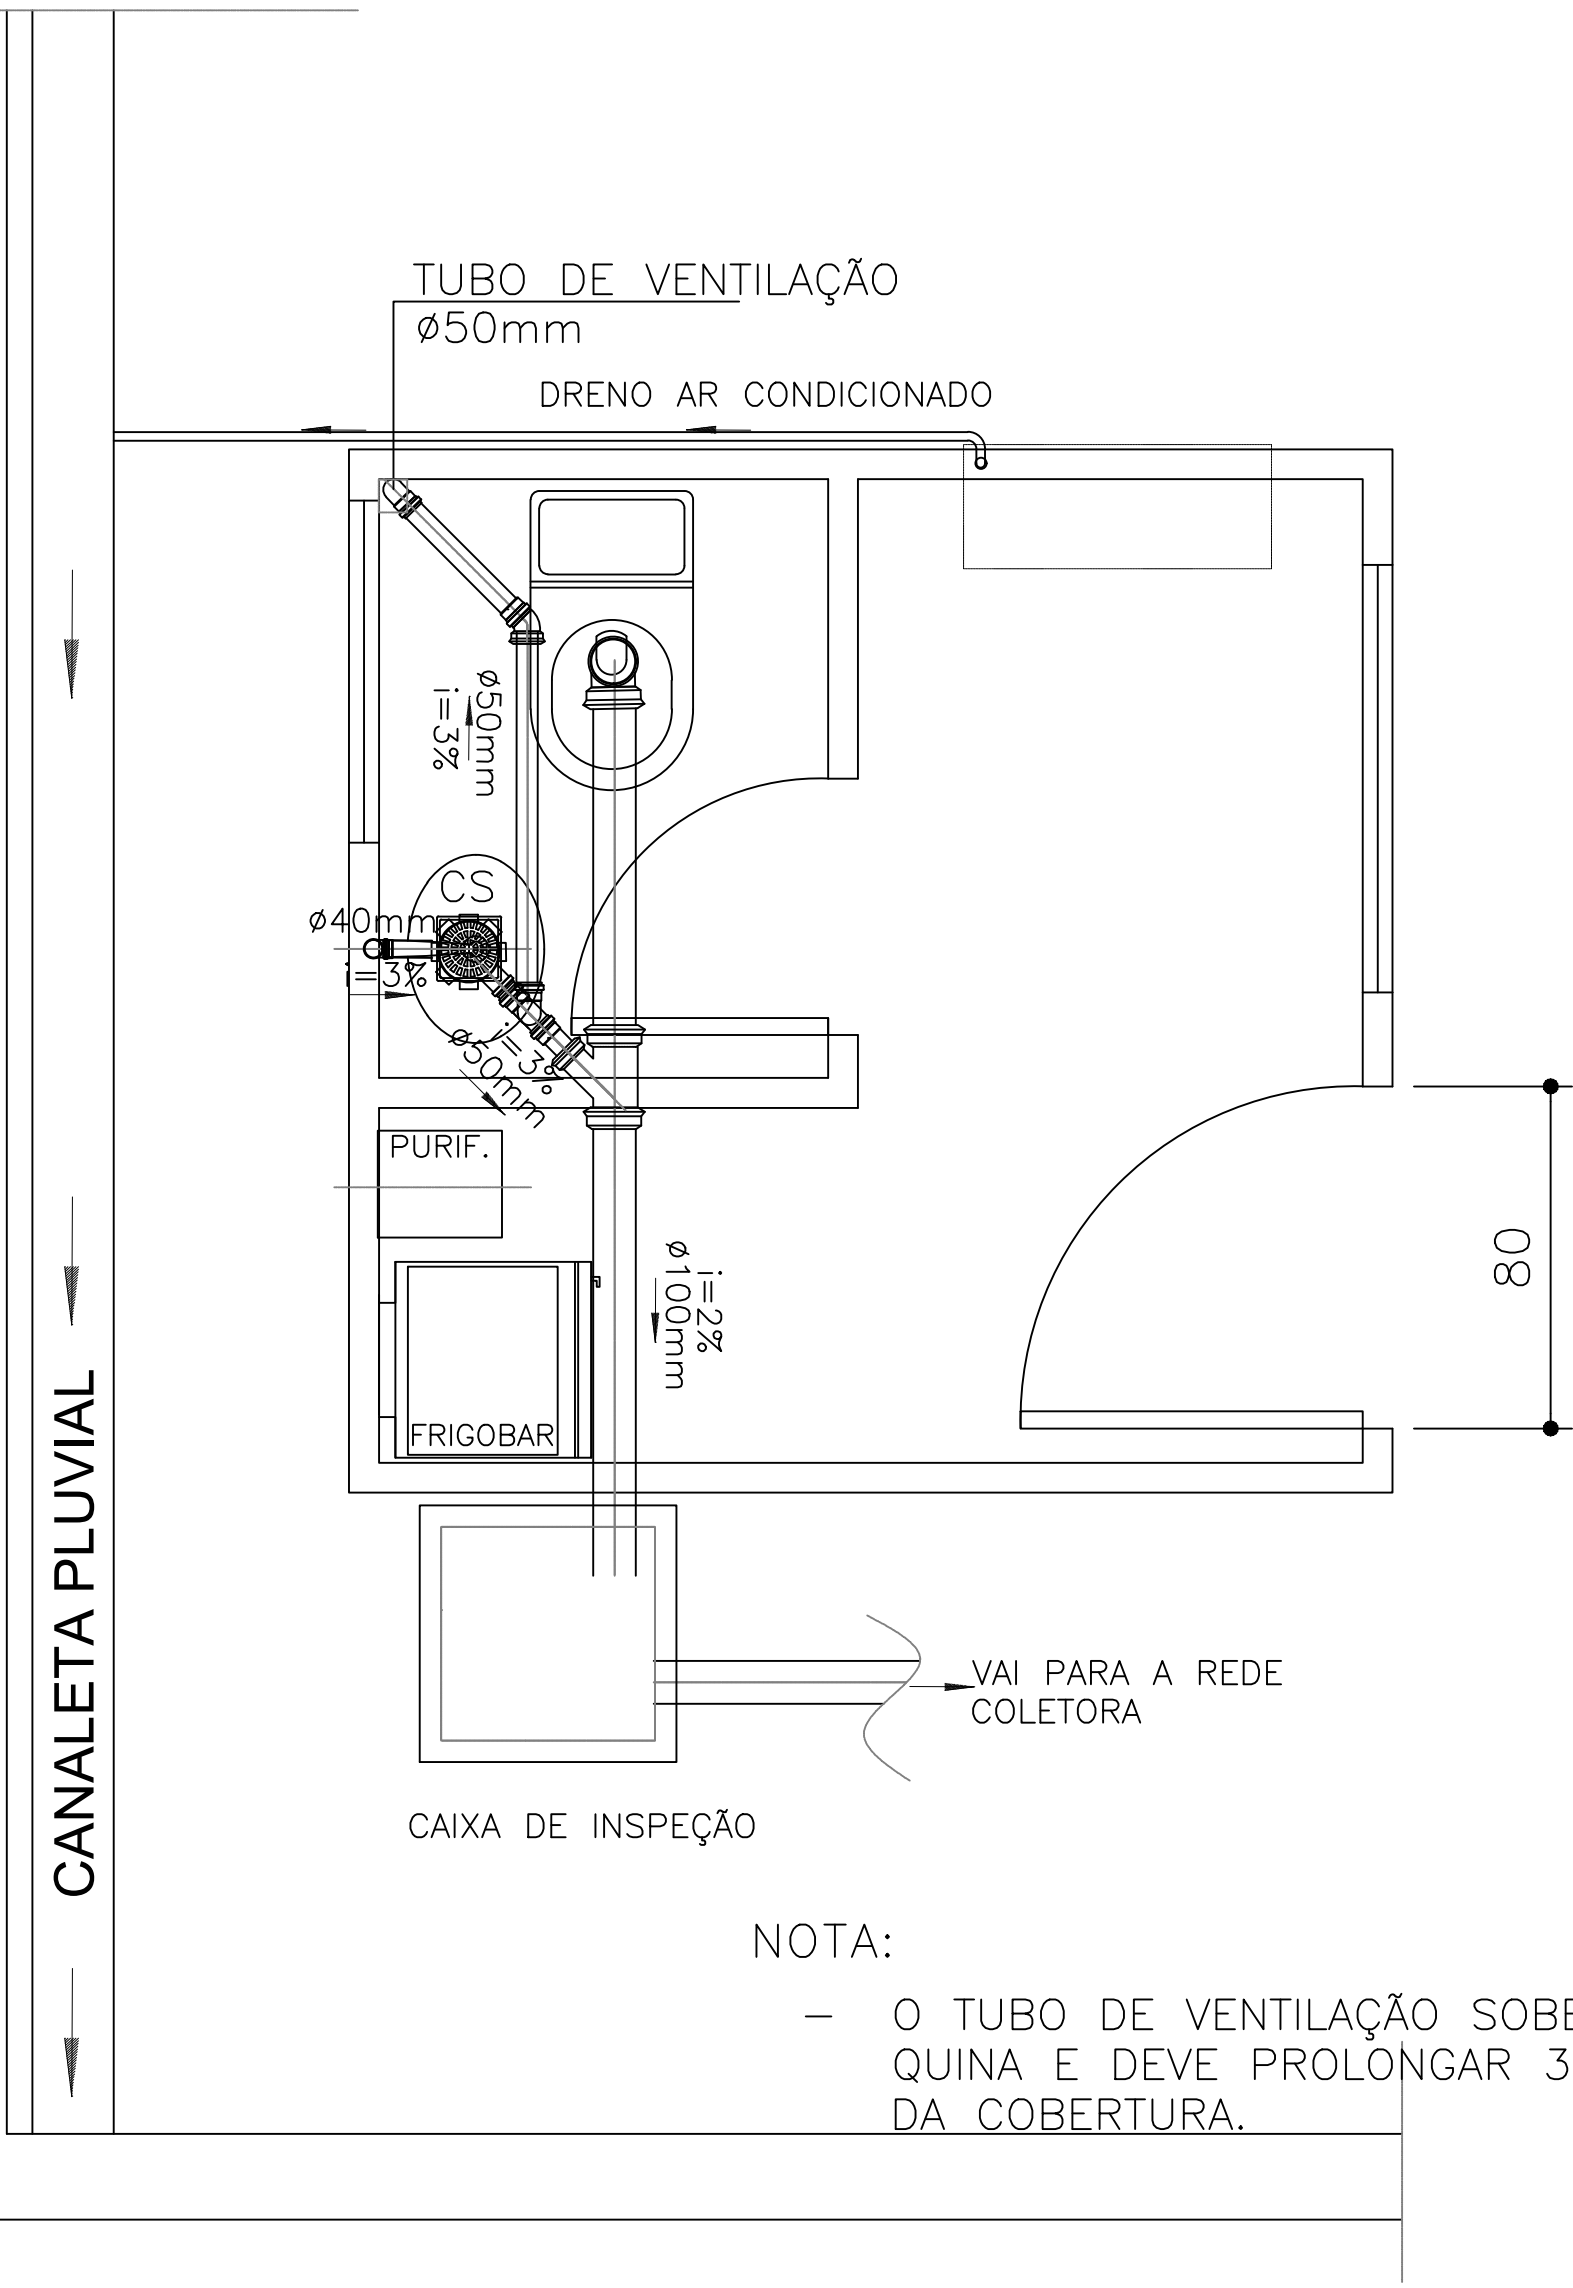 TUBO DE VENTILAÇÃO
ø50mm
DRENO AR CONDICIONADO
ø50mm
i=3%
CS
ø40mm
i=3%
i=3%
ø50mm
PURIF.
i=2%
ø100mm
80
FRIGOBAR
CANALETA PLUVIAL
VAI PARA A REDE
COLETORA
CAIXA DE INSPEÇÃO
NOTA:
– O TUBO DE VENTILAÇÃO SOBE
QUINA E DEVE PROLONGAR 3
DA COBERTURA.